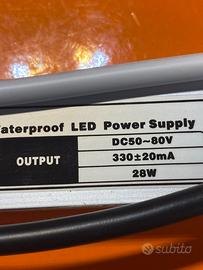 aterproof LED Power Supply
OUTPUT
DC50~80V
330±20mA
28W
subito